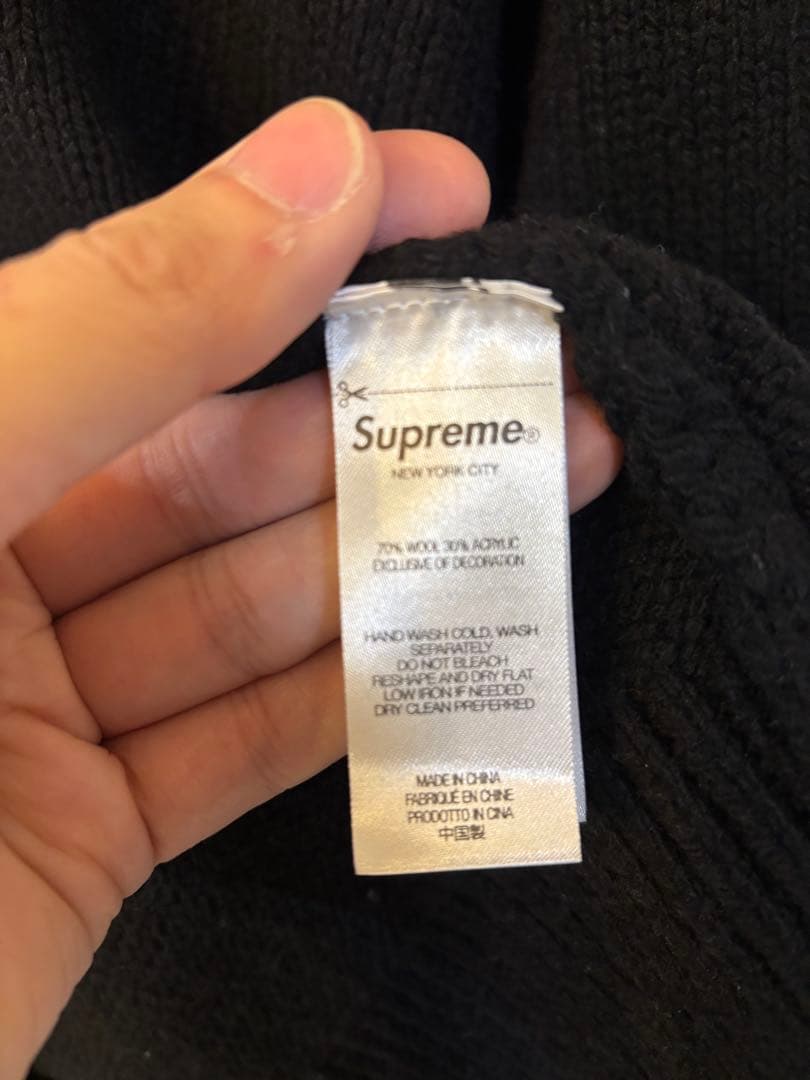 Supreme®
NEW YORK CITY
70% WOOL 30% ACRYLIC
EXCLUSIVE OF DECORATION
HAND WASH COLD, WASH
SEPARATELY
DO NOT BLEACH
RESHAPE AND DRY FLAT
LOW IRON IF NEEDED
DRY CLEAN PREFERRED
MADE IN CHINA
FABRIQUÉ EN CHINE
PRODOTTO IN CINA
中国製